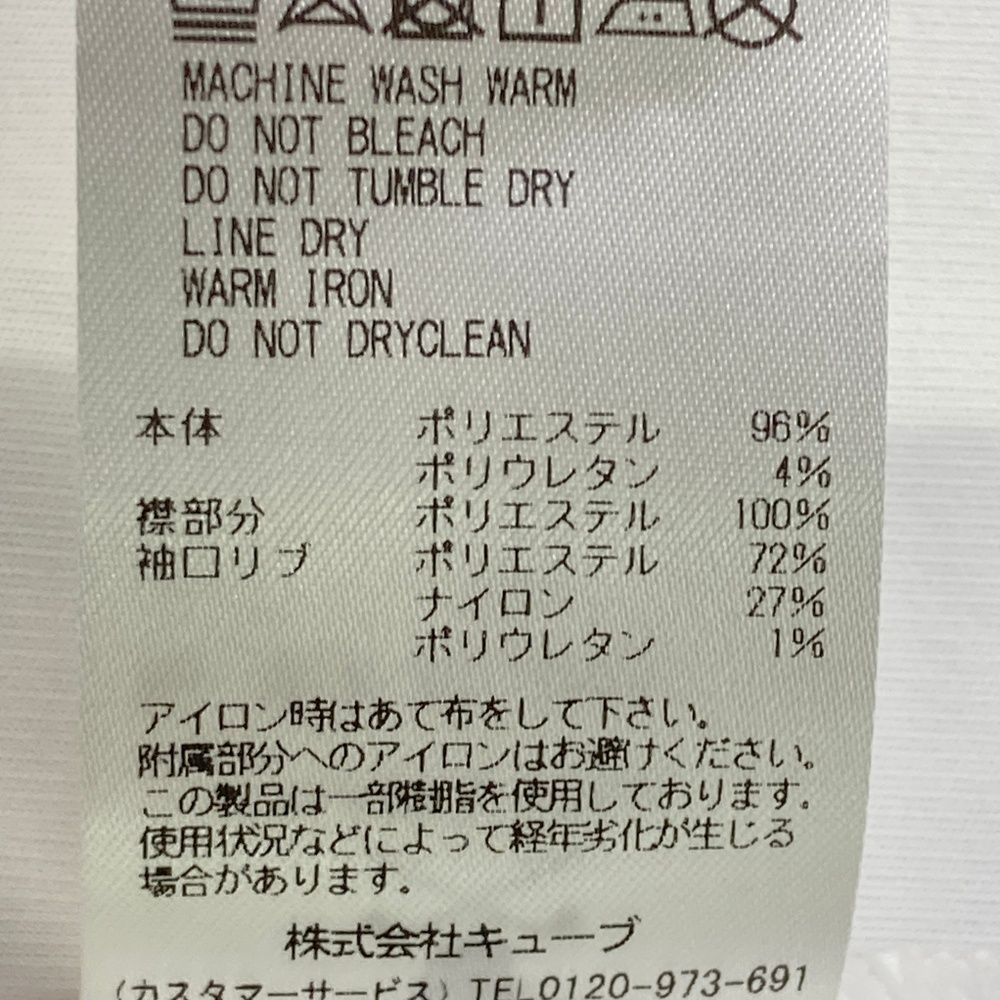 MACHINE WASH WARM
DO NOT BLEACH
DO NOT TUMBLE DRY
LINE DRY
WARM IRON
DO NOT DRYCLEAN
本体 ポリエステル 96%
ポリウレタン 4%
襟部分 ポリエステル 100%
袖口リブ ポリエステル 72%
ナイロン 27%
ポリウレタン 1%
アイロン時はあて布をして下さい。
附属部分へのアイロンはお避けください。
この製品は一部樹脂を使用しております。
使用状況などによって経年劣化が生じる
場合があります。
株式会社キューブ
(カスタマーサービス) TEL0120-973-691